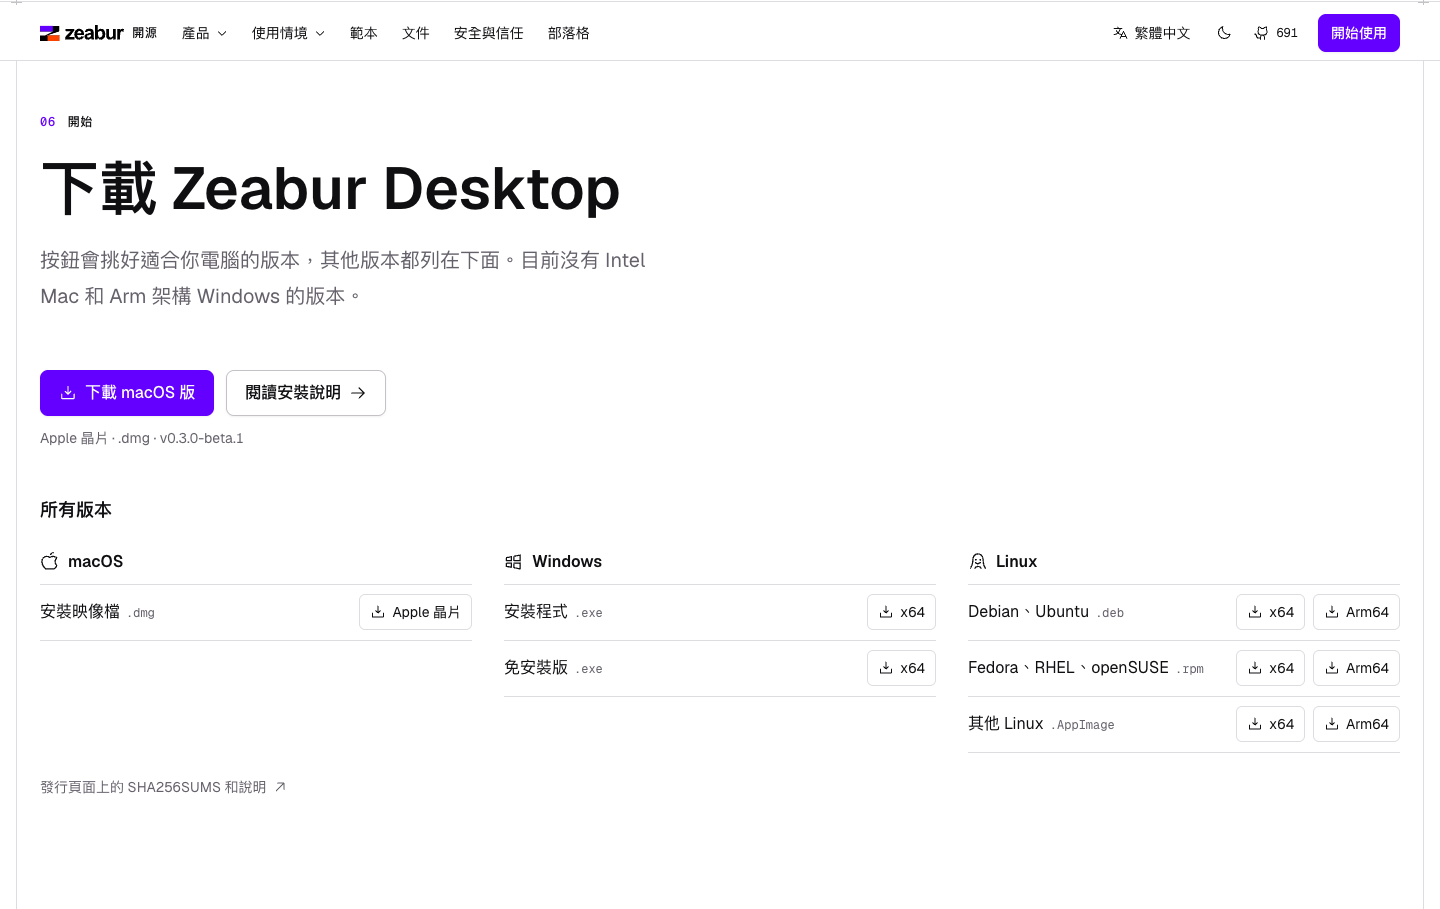 zeabur 開源 產品 使用情境 範本 文件 安全與信任 部落格 繁體中文 691 開始使用
06 開始
下載 Zeabur Desktop
按鈕會挑好適合你電腦的版本，其他版本都列在下面。目前沒有 Intel
Mac 和 Arm 架構 Windows 的版本。
下載 macOS 版 閱讀安裝說明 →
Apple 晶片 · .dmg · v0.3.0-beta.1
所有版本
macOS
安裝映像檔 .dmg Apple 晶片
Windows
安裝程式 .exe x64
免安裝版 .exe x64
Linux
Debian、Ubuntu .deb x64 Arm64
Fedora、RHEL、openSUSE .rpm x64 Arm64
其他 Linux .AppImage x64 Arm64
發行頁面上的 SHA256SUMS 和說明 ↗